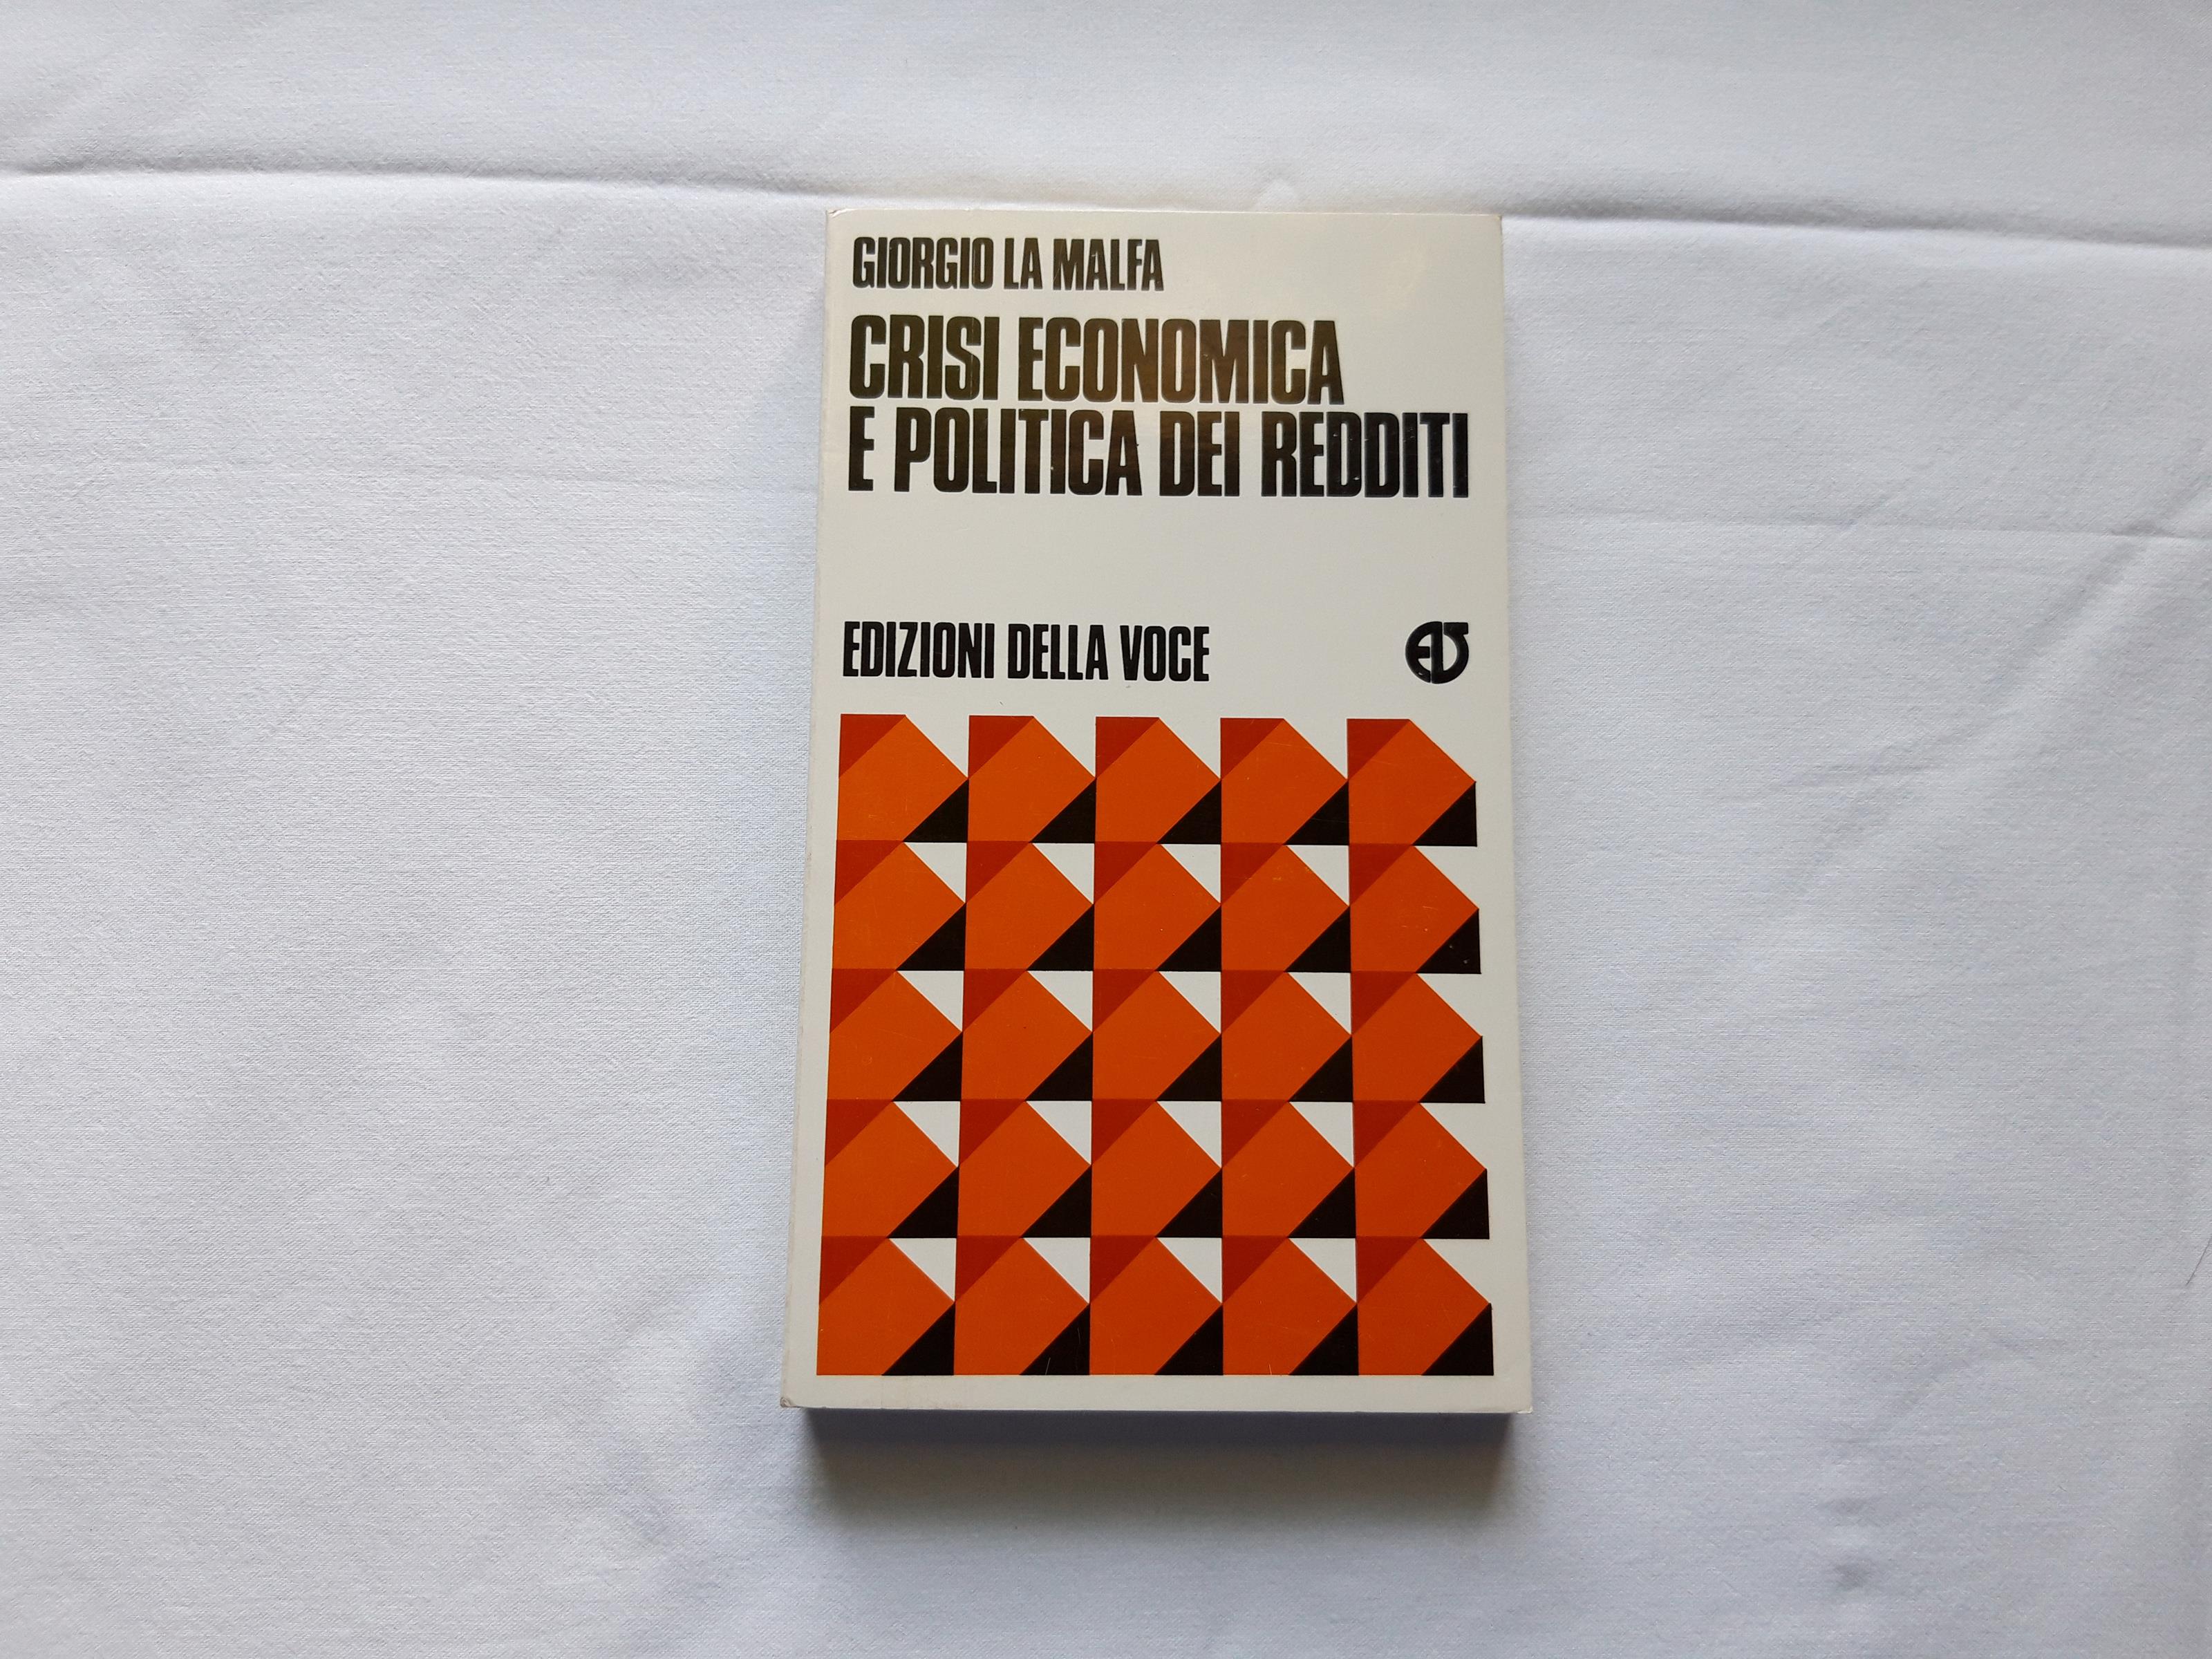 GIORGIO LA MALFA
CRISI ECONOMICA
E POLITICA DEI REDDITI
EDIZIONI DELLA VOCE